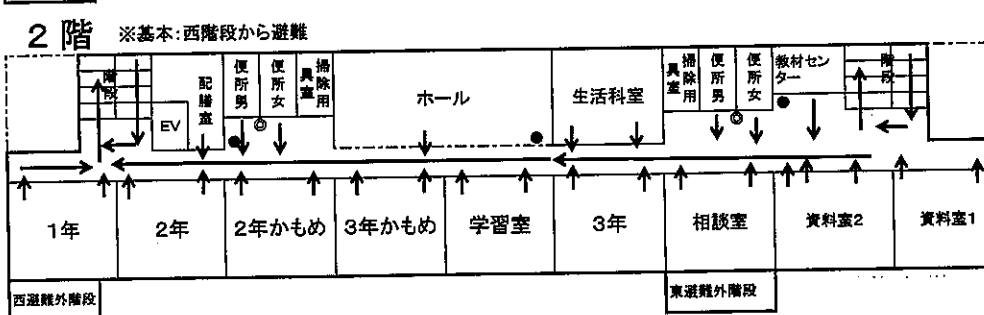 2階 ※基本:西階段から避難
階段
EV
配膳室
便所男
便所女
掃除用具室
ホール
生活科室
掃除用具室
便所男
便所女
教材センター
階段
1年
2年
2年かもめ
3年かもめ
学習室
3年
相談室
資料室2
資料室1
西避難外階段
東避難外階段